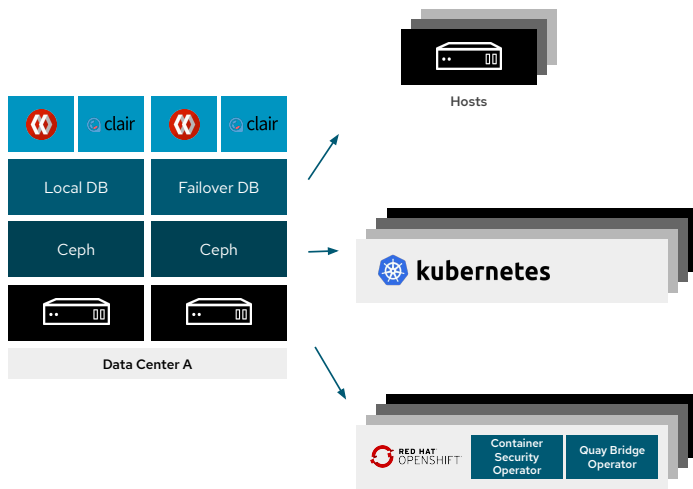 Hosts
clair
clair
Local DB
Failover DB
Ceph
Ceph
Data Center A
kubernetes
RED HAT
OPENSHIFT
Container
Security
Operator
Quay Bridge
Operator